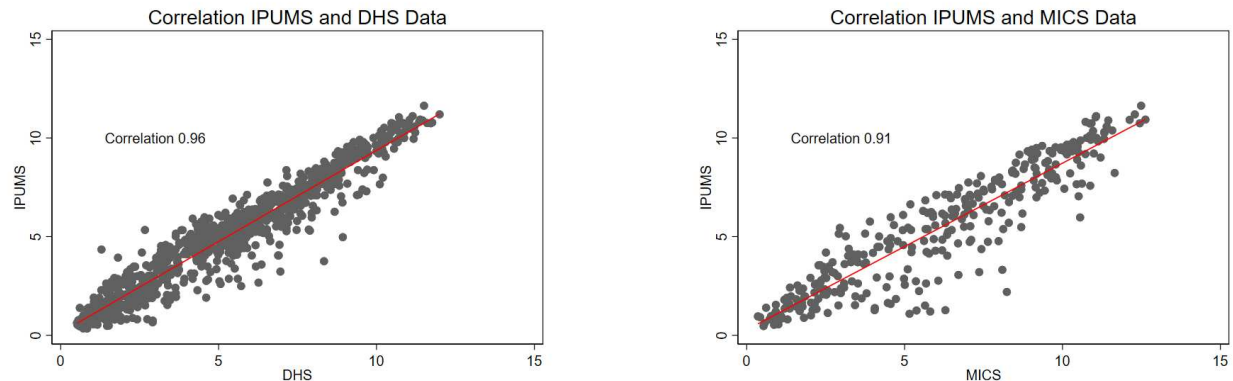 Correlation IPUMS and DHS Data
15
10
5
0
IPUMS
Correlation 0.96
0 5 10 15
DHS
Correlation IPUMS and MICS Data
15
10
5
0
IPUMS
Correlation 0.91
0 5 10 15
MICS